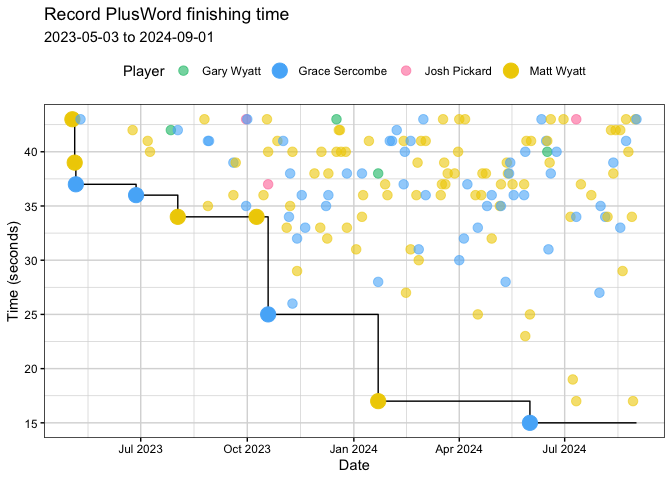 Record PlusWord finishing time
2023-05-03 to 2024-09-01
Player Gary Wyatt Grace Sercombe Josh Pickard Matt Wyatt
Time (seconds)
40
35
30
25
20
15
Jul 2023 Oct 2023 Jan 2024 Apr 2024 Jul 2024
Date